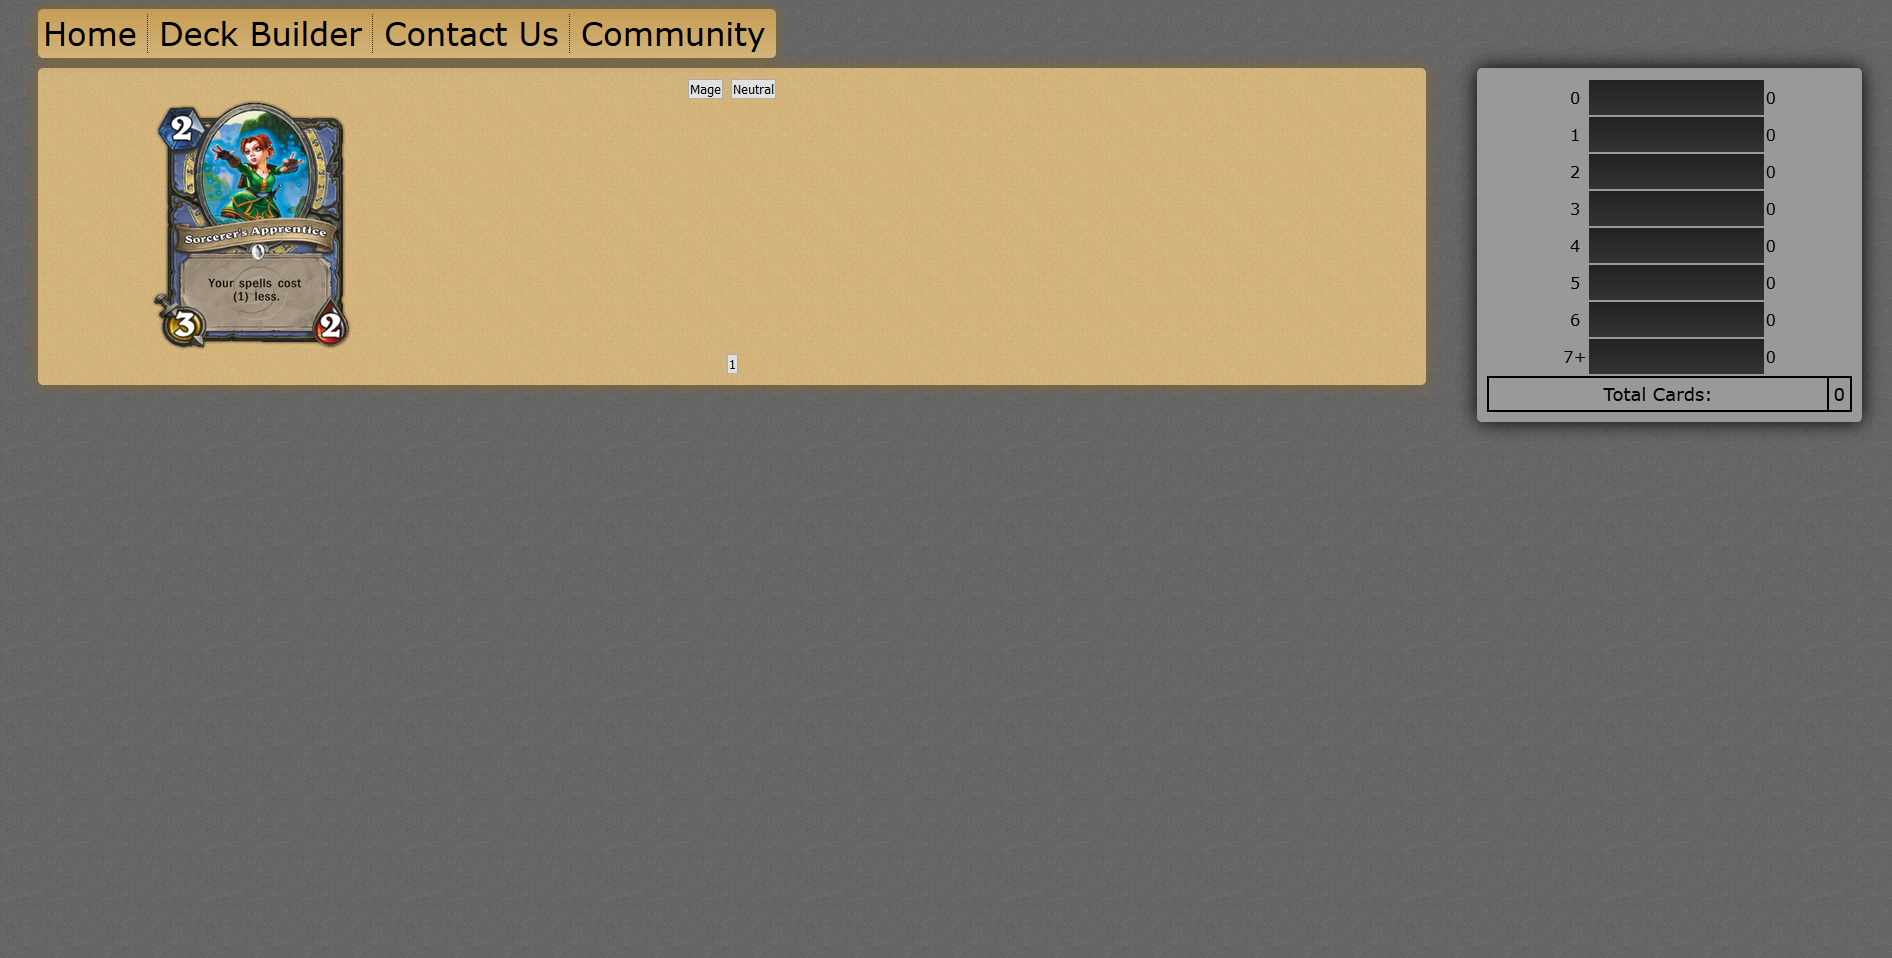 Home Deck Builder Contact Us Community
Mage Neutral
2
Sorcerer's Apprentice
Your spells cost
(1) less.
3 2
1
0 0
1 0
2 0
3 0
4 0
5 0
6 0
7+ 0
Total Cards: 0